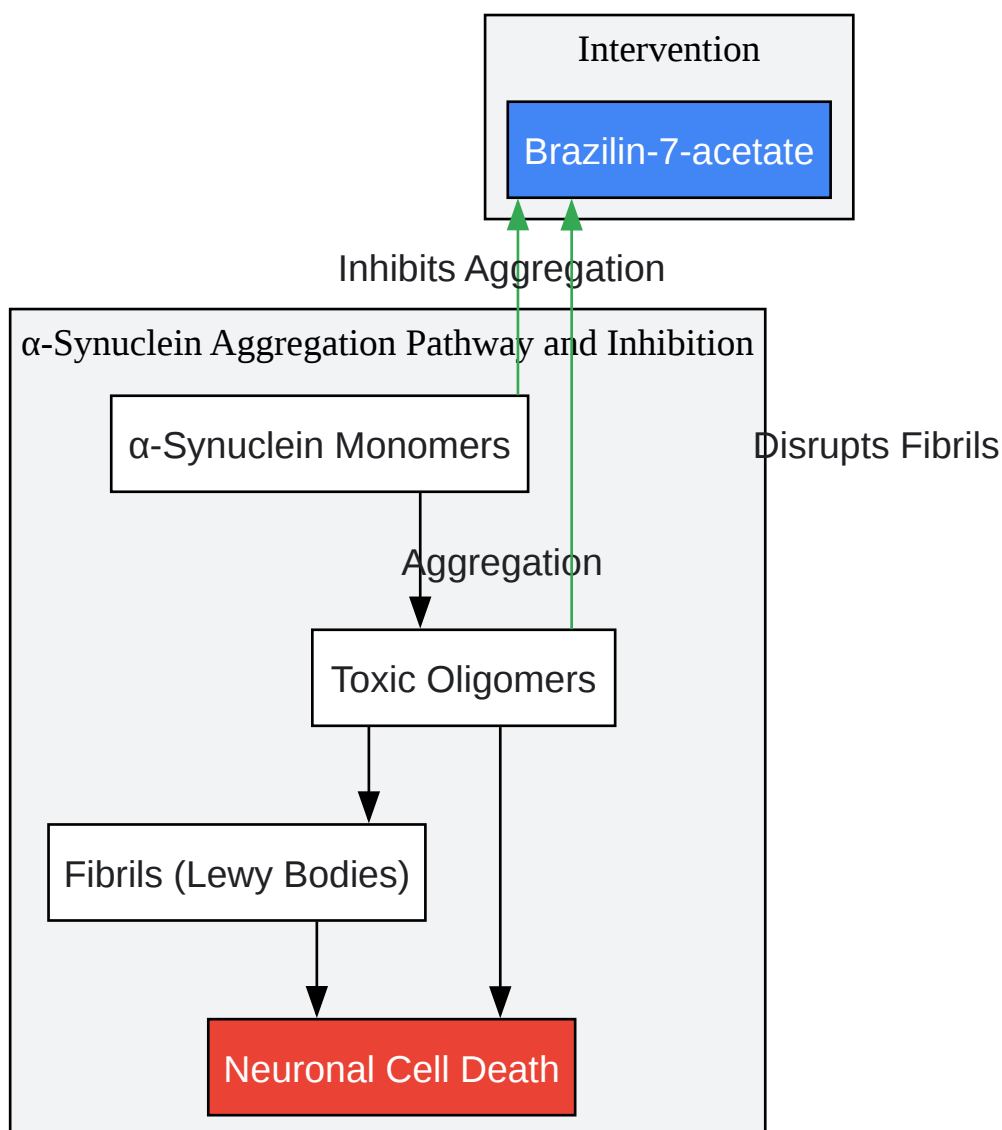 Intervention
Brazilin-7-acetate
Inhibits Aggregation
α-Synuclein Aggregation Pathway and Inhibition
α-Synuclein Monomers
Disrupts Fibrils
Aggregation
Toxic Oligomers
Fibrils (Lewy Bodies)
Neuronal Cell Death